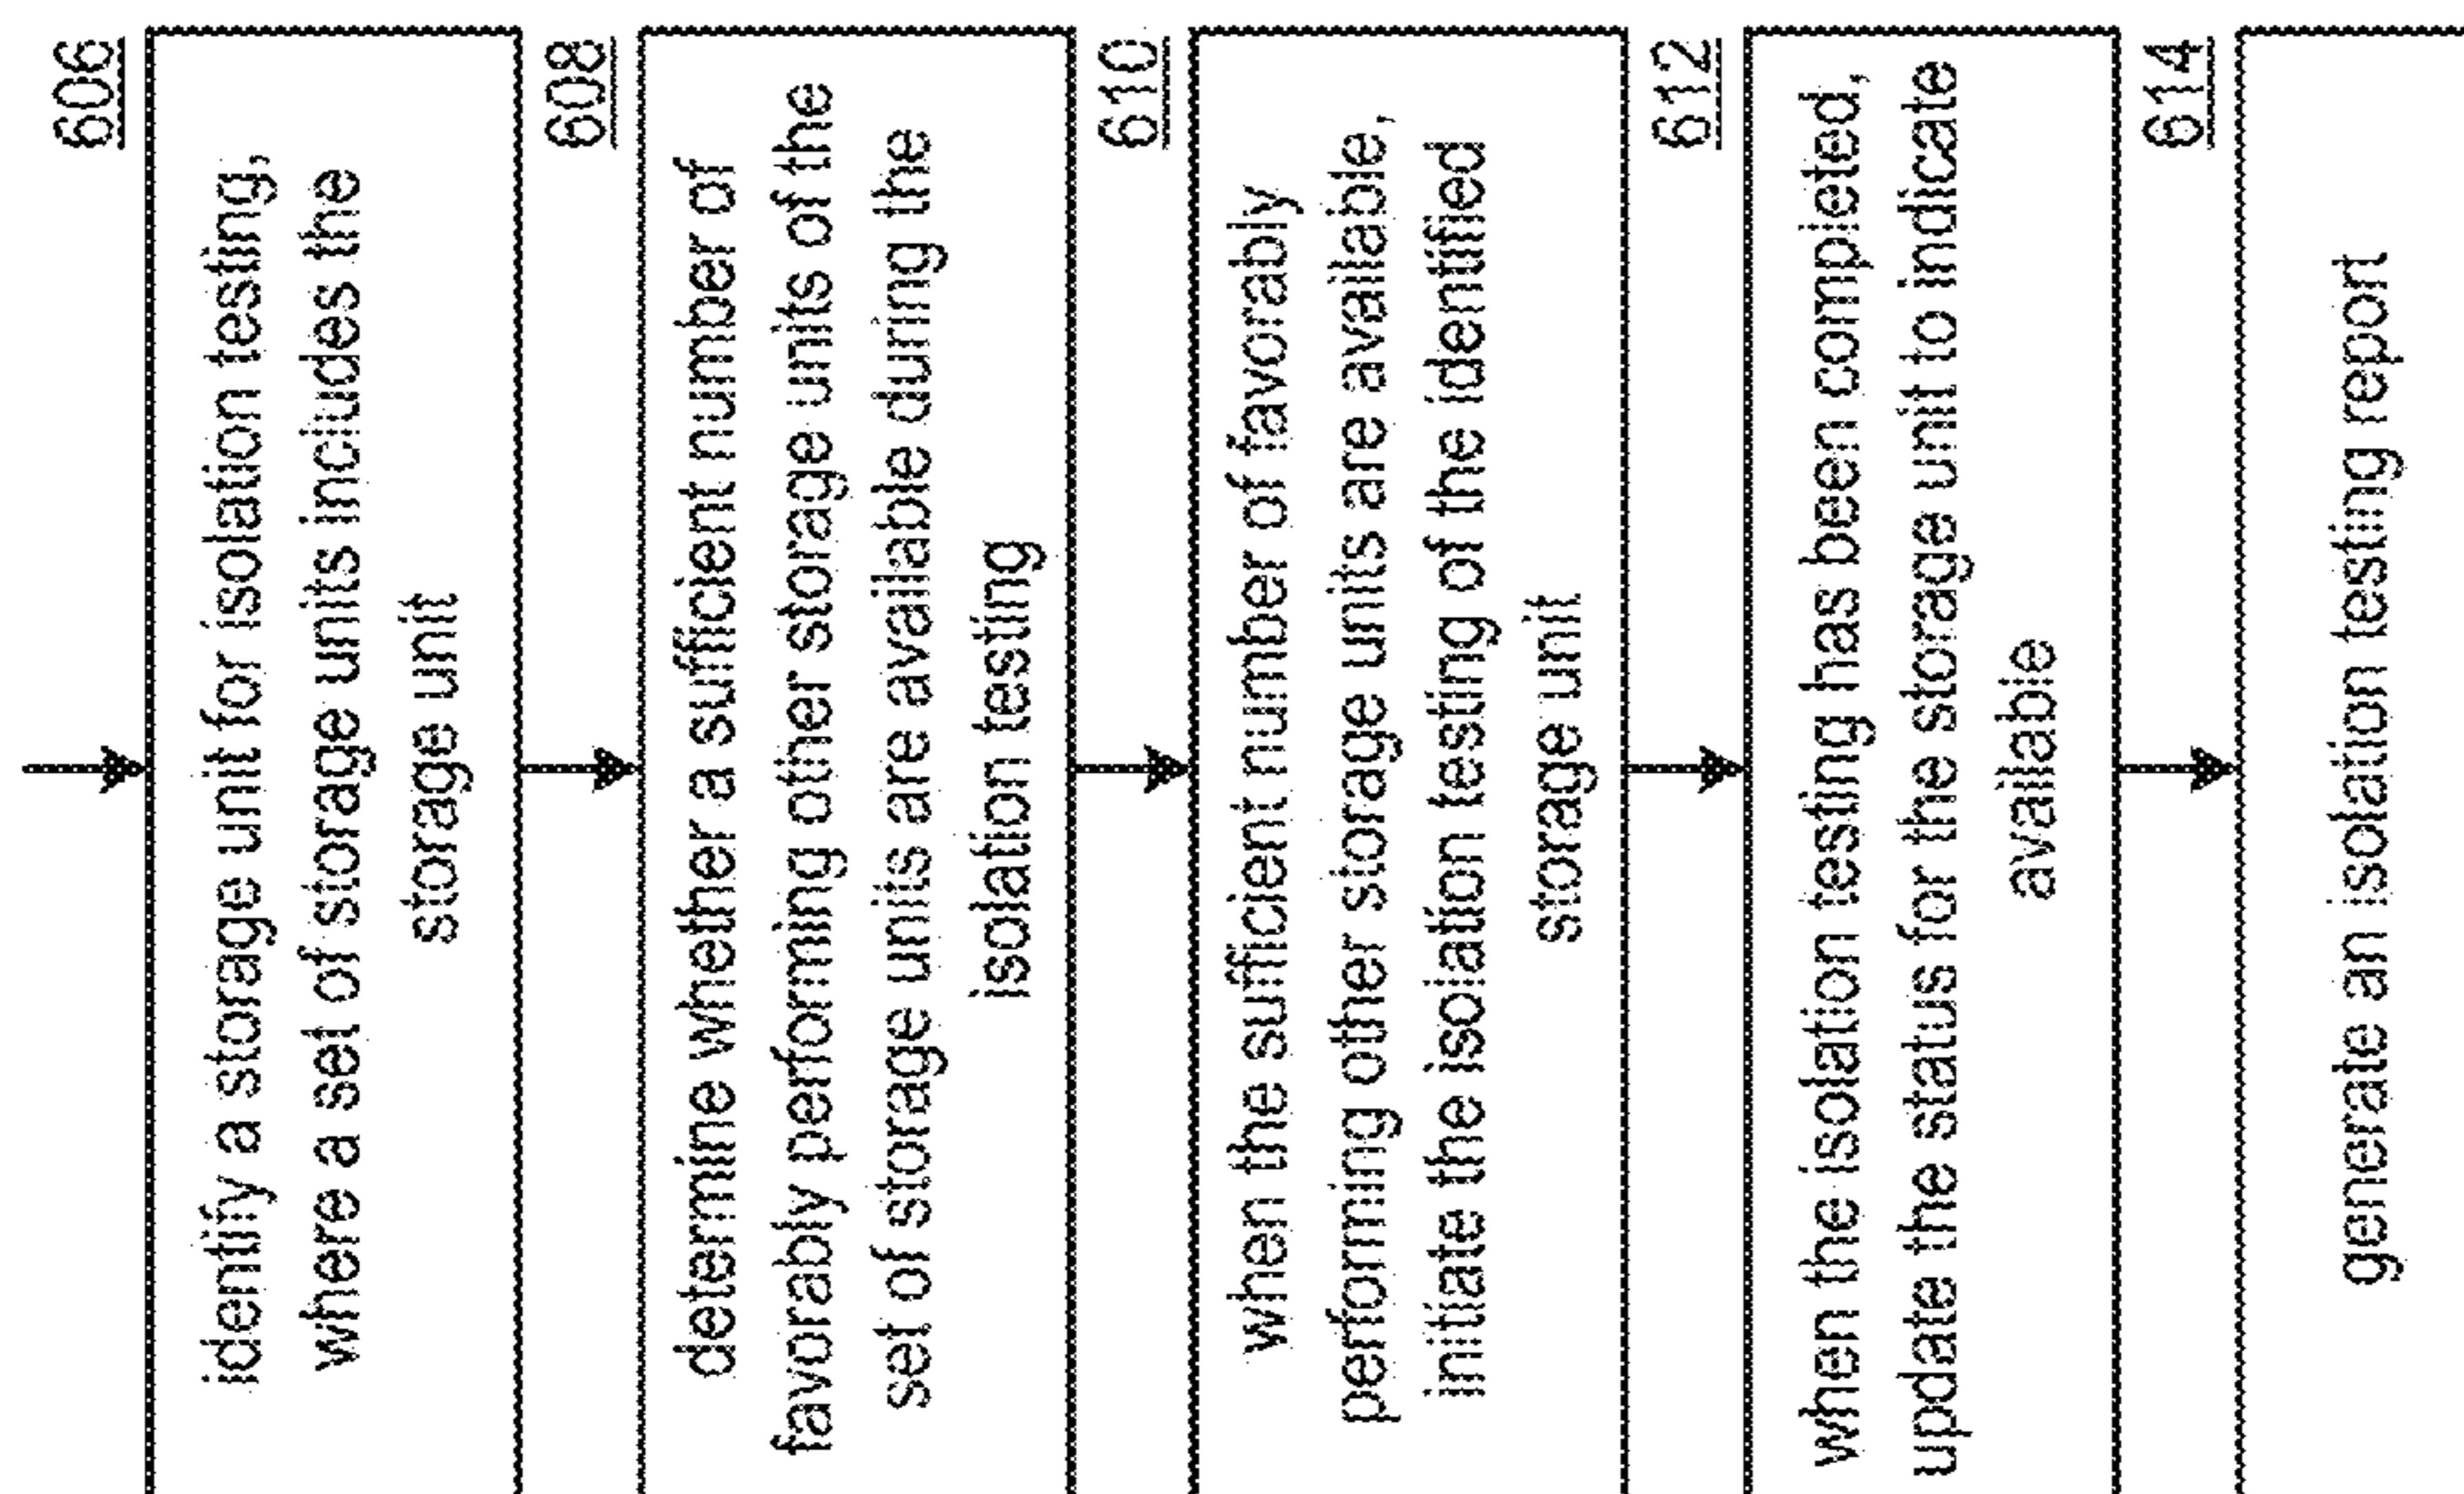 606
identify a storage unit for isolation testing,
where a set of storage units includes the
storage unit
608
determine whether a sufficient number of
favorably performing other storage units of the
set of storage units are available during the
isolation testing
610
when the sufficient number of favorably
performing other storage units are available,
initiate the isolation testing of the identified
storage unit
612
when the isolation testing has been completed,
update the status for the storage unit to indicate
available
614
generate an isolation testing report